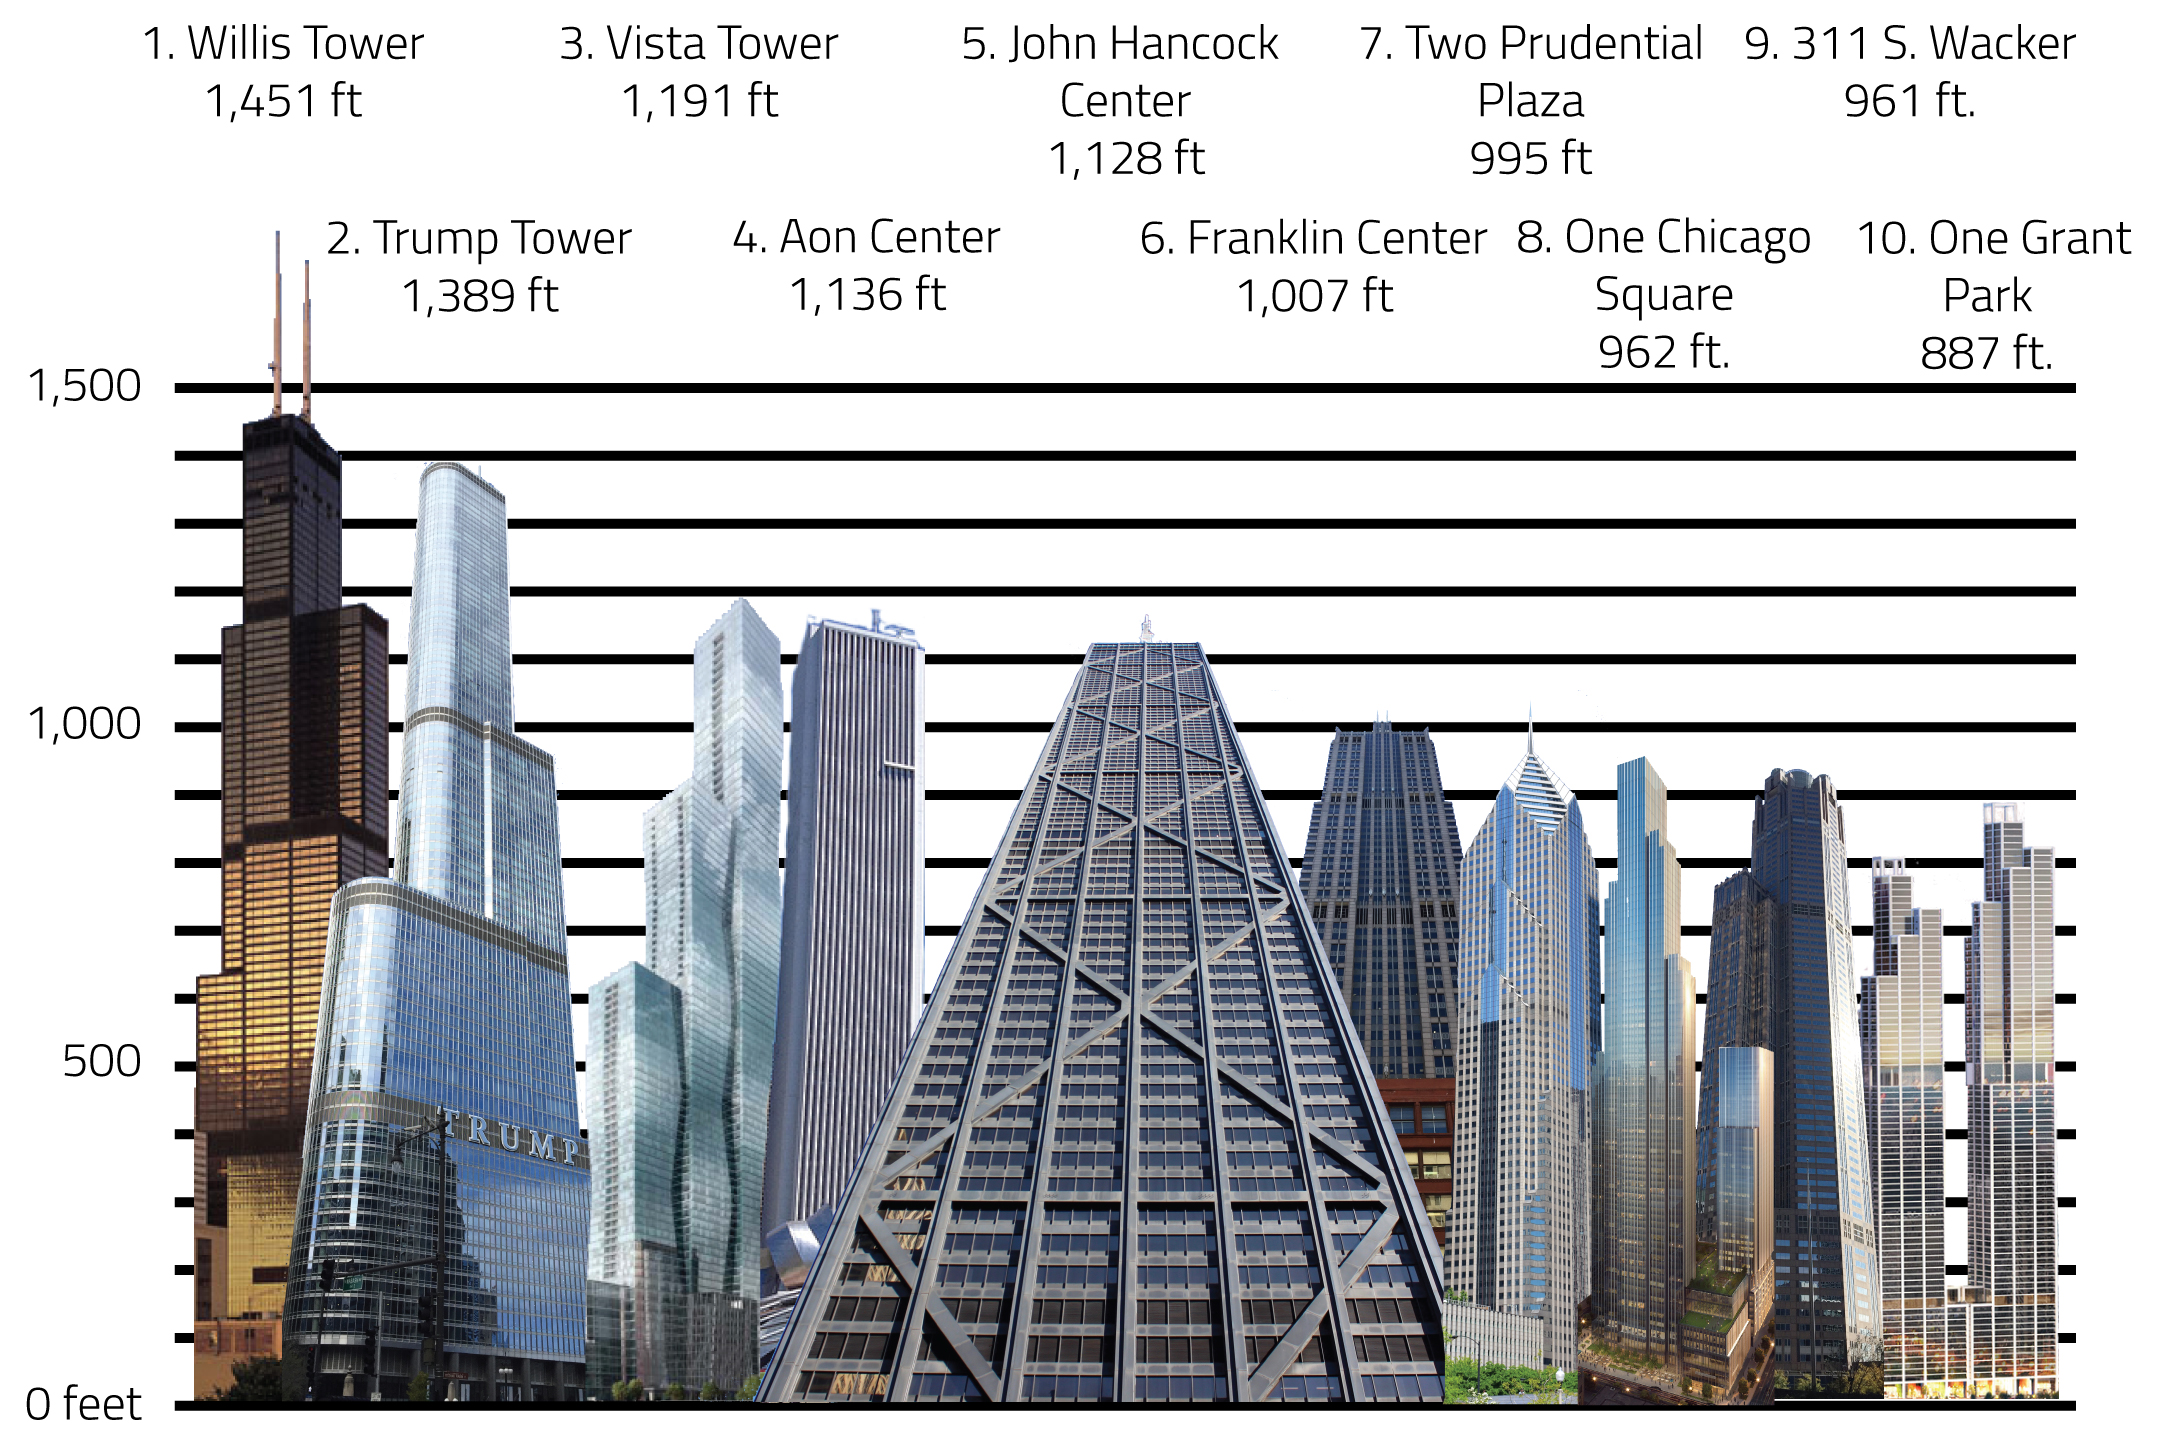 1. Willis Tower
1,451 ft
3. Vista Tower
1,191 ft
5. John Hancock
Center
1,128 ft
7. Two Prudential
Plaza
995 ft
9. 311 S. Wacker
961 ft.
2. Trump Tower
1,389 ft
4. Aon Center
1,136 ft
6. Franklin Center
1,007 ft
8. One Chicago
Square
962 ft.
10. One Grant
Park
887 ft.
1,500
1,000
500
TRUMP
0 feet